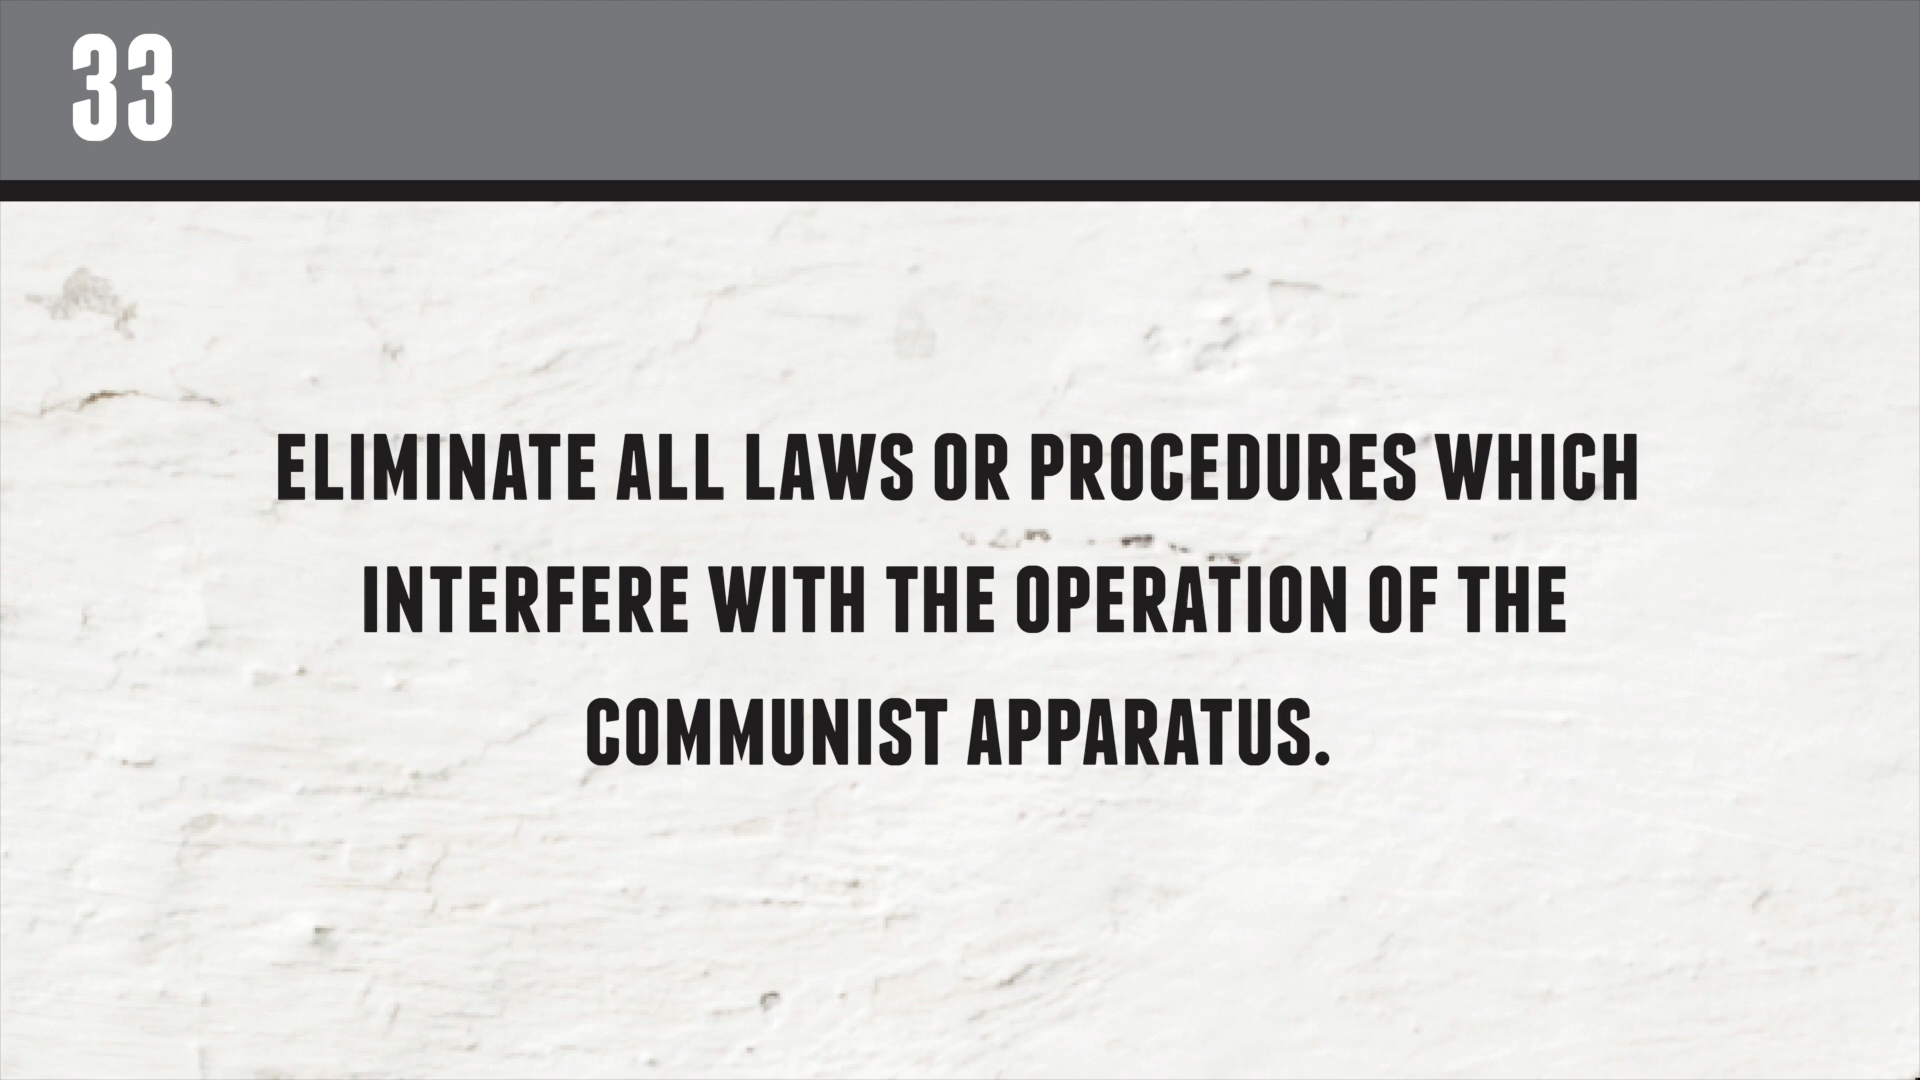 33
ELIMINATE ALL LAWS OR PROCEDURES WHICH
INTERFERE WITH THE OPERATION OF THE
COMMUNIST APPARATUS.